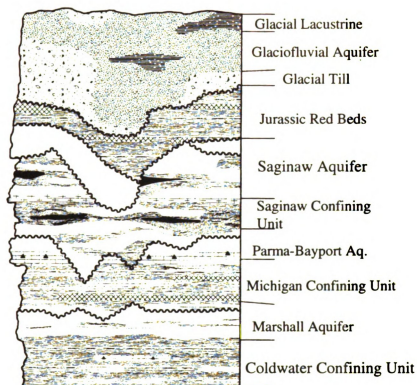 Glacial Lacustrine
Glaciofluvial Aquifer
Glacial Till
Jurassic Red Beds
Saginaw Aquifer
Saginaw Confining
Unit
Parma-Bayport Aq.
Michigan Confining Unit
Marshall Aquifer
Coldwater Confining Unit